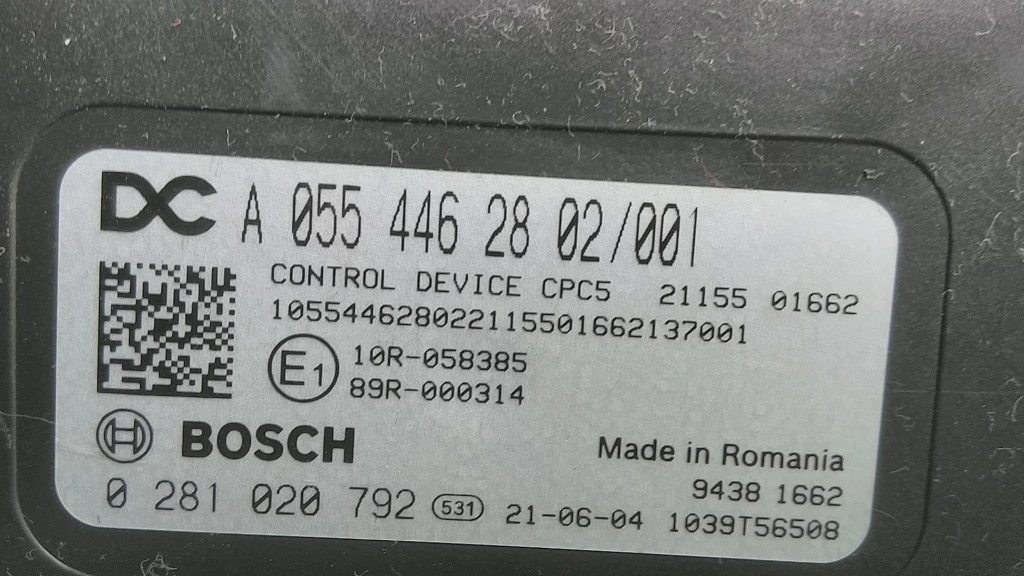 DC A 055 446 28 02/001
CONTROL DEVICE CPC5 21155 01662
105544628022115501662137001
E1 10R-058385
89R-000314
BOSCH
Made in Romania
9438 1662
0 281 020 792 531 21-06-04 1039T56508